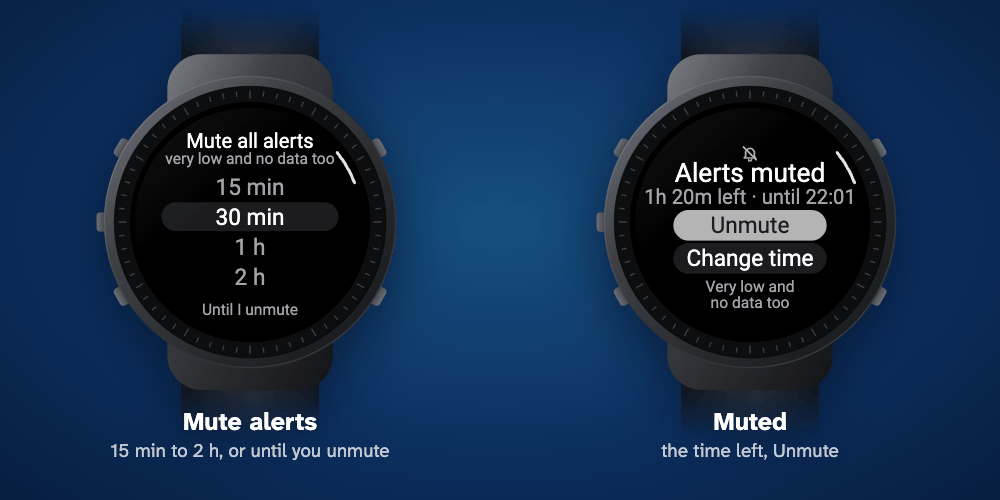 Mute all alerts
very low and no data too
15 min
30 min
1 h
2 h
Until I unmute
Mute alerts
15 min to 2 h, or until you unmute
Alerts muted
1h 20m left · until 22:01
Unmute
Change time
Very low and
no data too
Muted
the time left, Unmute